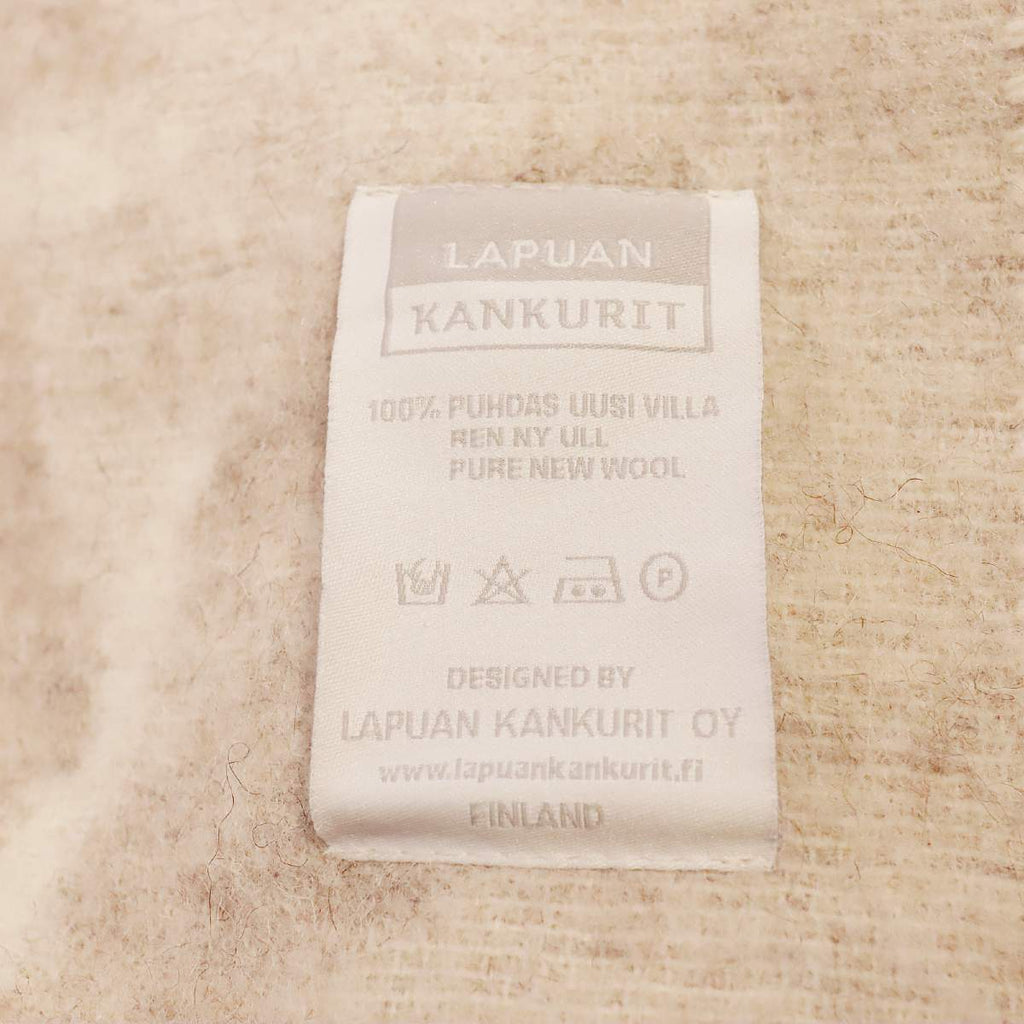 LAPUAN
KANKURIT
100% PUHDAS UUSI VILLA
REN NY ULL
PURE NEW WOOL
P
DESIGNED BY
LAPUAN KANKURIT OY
www.lapuankankurit.fi
FINLAND